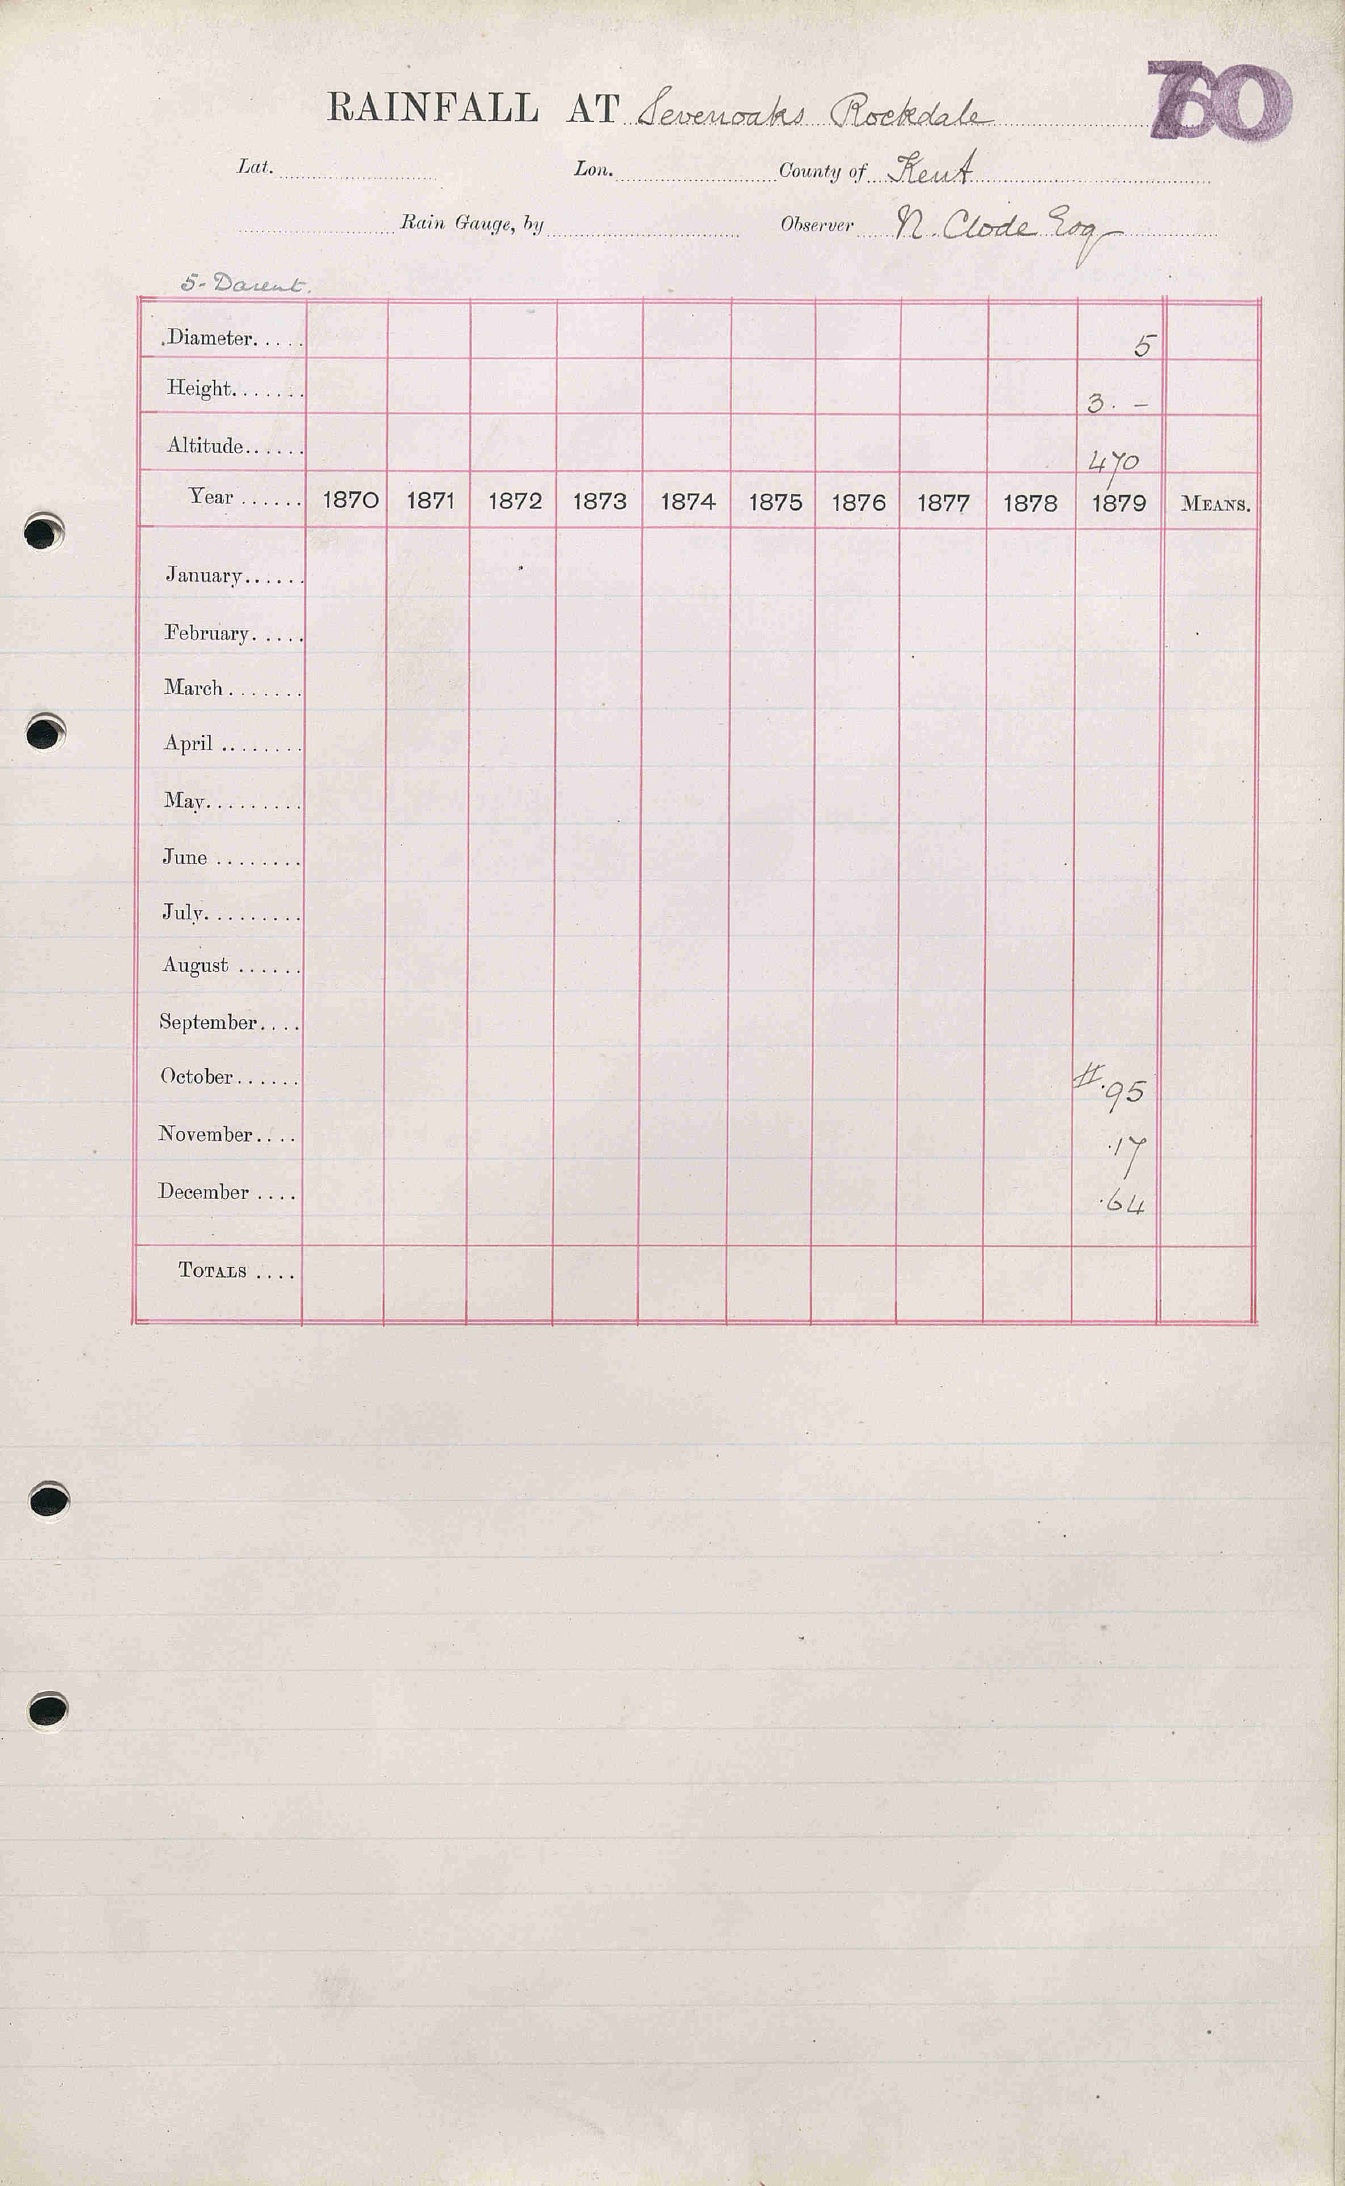 760
RAINFALL AT Sevenoaks Rockdale
Lat. Lon. County of Kent
Rain Gauge, by Observer N. Clode Esq
5 - Darent.
Diameter..... 5
Height....... 3. -
Altitude...... 470
Year ...... 1870 1871 1872 1873 1874 1875 1876 1877 1878 1879 MEANS.
January......
February.....
March .......
April ........
May.........
June ........
July.........
August ......
September....
October...... #.95
November.... .17
December .... .64
TOTALS ....